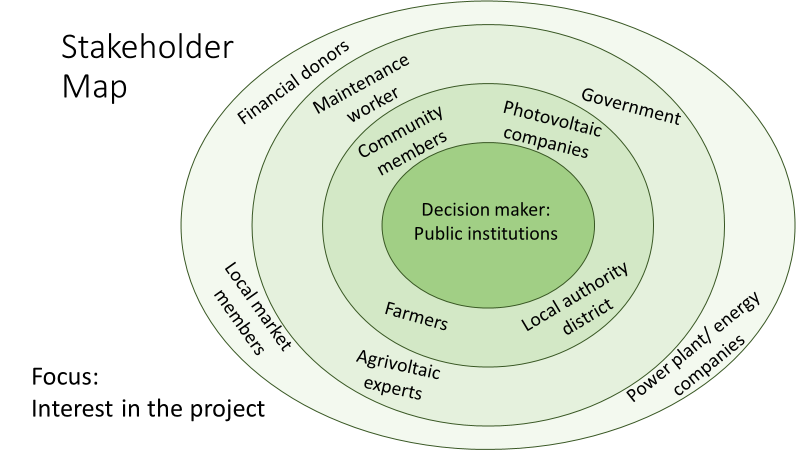 Stakeholder
Map
Financial donors
Maintenance
worker
Government
Community
members
Photovoltaic
companies
Decision maker:
Public institutions
Local market
members
Farmers
Local authority
district
Agrivoltaic
experts
Power plant/ energy
companies
Focus:
Interest in the project